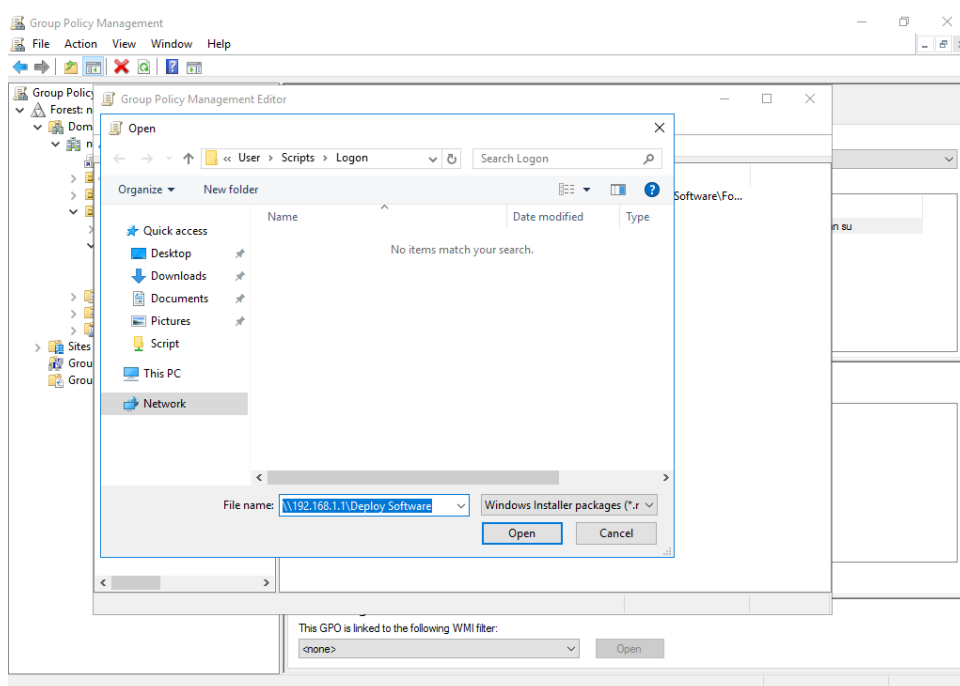 Group Policy Management
File Action View Window Help
Group Policy
Forest: n
Dom
n
Sites
Grou
Grou
Group Policy Management Editor
Open
« User › Scripts › Logon
Search Logon
Organize
New folder
Name
Date modified
Type
No items match your search.
Quick access
Desktop
Downloads
Documents
Pictures
Script
This PC
Network
File name:
\\192.168.1.1\Deploy Software
Windows Installer packages (*.r
Open
Cancel
Software\Fo...
n su
This GPO is linked to the following WMI filter:
<none>
Open